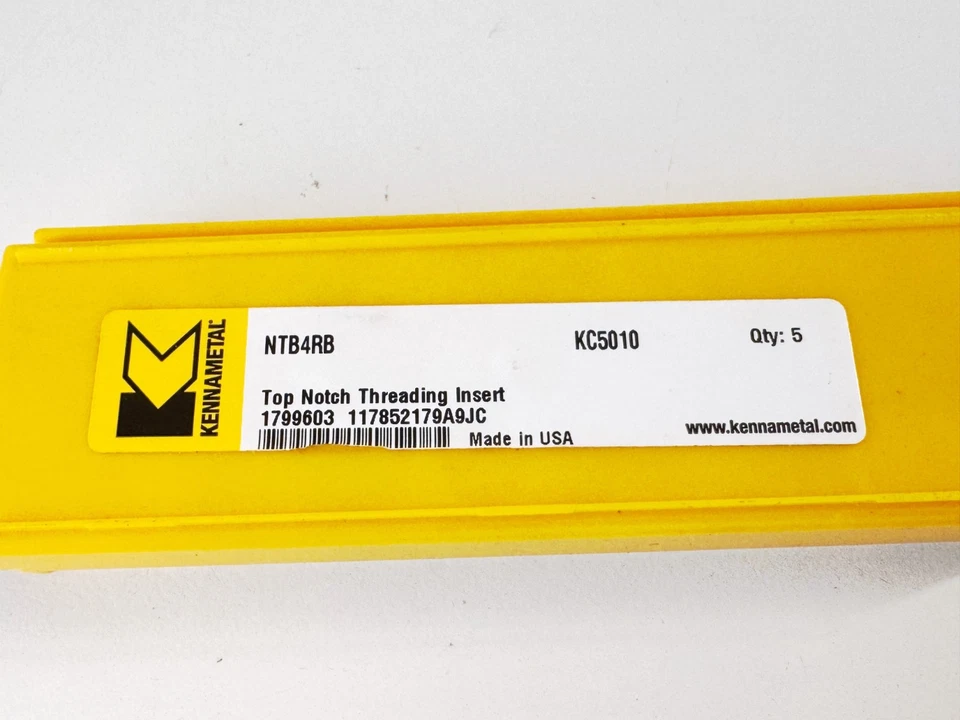 KENNAMETAL
NTB4RB KC5010 Qty: 5
Top Notch Threading Insert
1799603 117852179A9JC
Made in USA www.kennametal.com